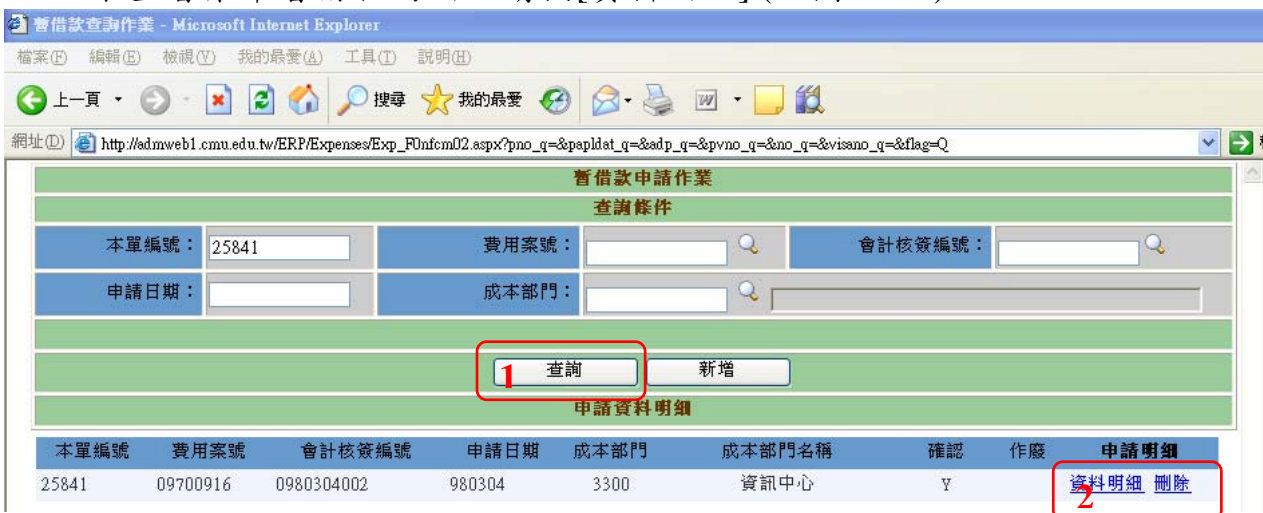 暫借款查詢作業 - Microsoft Internet Explorer
檔案(F) 編輯(E) 檢視(V) 我的最愛(A) 工具(T) 說明(H)
上一頁 搜尋 我的最愛
網址(D) http://admweb1.cmu.edu.tw/ERP/Expenses/Exp_F0nfcm02.aspx?pno_q=&papldat_q=&adp_q=&pvno_q=&no_q=&visano_q=&flag=Q
暫借款申請作業
查詢條件
本單編號： 25841 費用案號： 會計核簽編號：
申請日期： 成本部門：
1 查詢 新增
申請資料明細
本單編號 費用案號 會計核簽編號 申請日期 成本部門 成本部門名稱 確認 作廢 申請明細
25841 09700916 0980304002 980304 3300 資訊中心 Y 資料明細 刪除
2